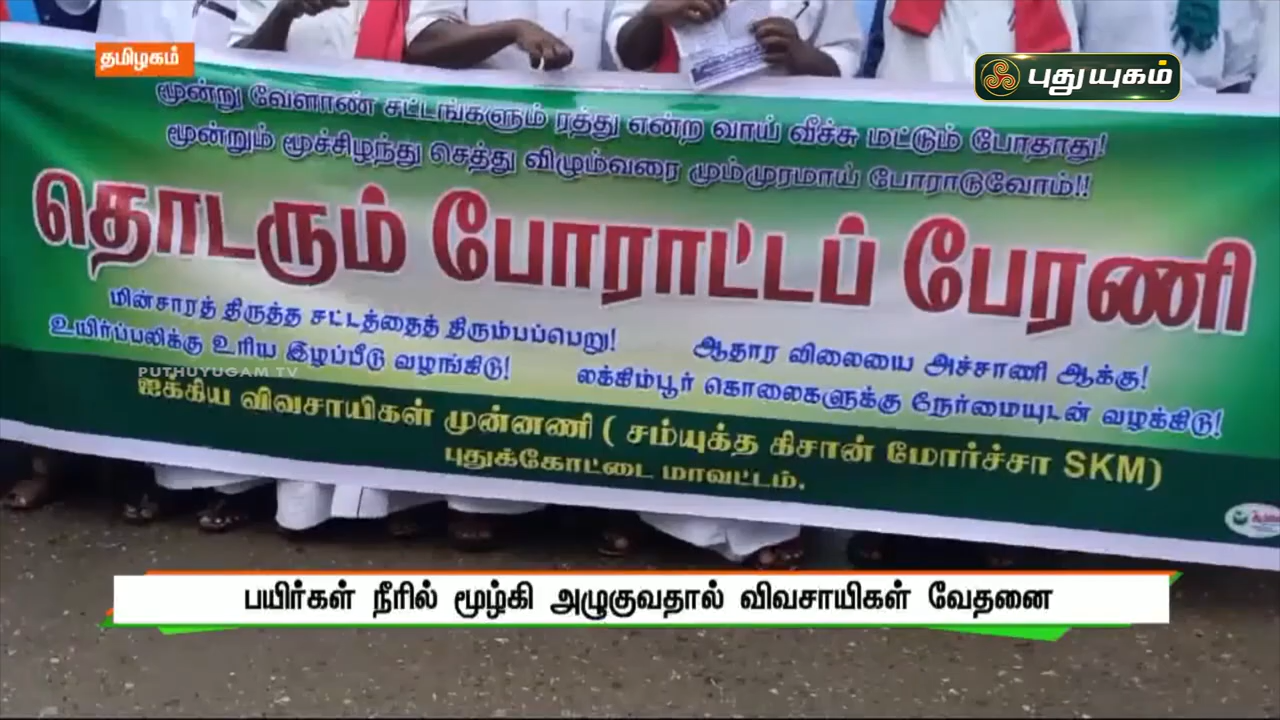 தமிழகம்
புதுயுகம்
மூன்று வேளாண் சட்டங்களும் ரத்து என்ற வாய் வீச்சு மட்டும் போதாது!
மூன்றும் மூச்சிழந்து செத்து விழும்வரை மும்முரமாய் போராடுவோம்!!
தொடரும் போராட்டப் பேரணி
மின்சாரத் திருத்த சட்டத்தைத் திரும்பப்பெறு!
உயிர்ப்பலிக்கு உரிய இழப்பீடு வழங்கிடு!
ஆதார விலையை அச்சாணி ஆக்கு!
லக்கிம்பூர் கொலைகளுக்கு நேர்மையுடன் வழக்கிடு!
PUTHUYUGAM TV
ஐக்கிய விவசாயிகள் முன்னணி ( சம்யுக்த கிசான் மோர்ச்சா SKM)
புதுக்கோட்டை மாவட்டம்.
பயிர்கள் நீரில் மூழ்கி அழுகுவதால் விவசாயிகள் வேதனை